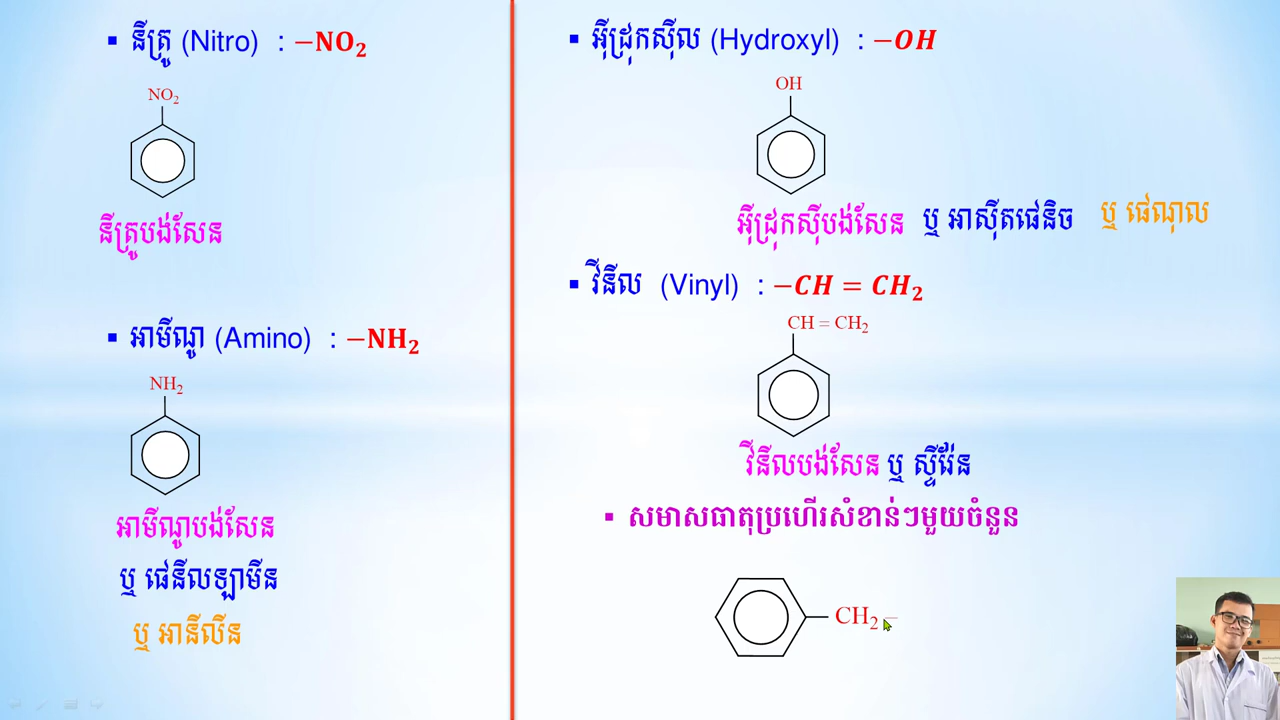 ▪ នីត្រូ (Nitro) : −NO₂
NO₂
នីត្រូបង់សែន
▪ អាមីណូ (Amino) : −NH₂
NH₂
អាមីណូបង់សែន
ឬ ផេនីលឡាមីន
ឬ អានីលីន
▪ អ៊ីដ្រុកស៊ីល (Hydroxyl) : −OH
OH
អ៊ីដ្រុកស៊ីបង់សែន ឬ អាស៊ីតផេនិច ឬ ផេណុល
▪ វីនីល (Vinyl) : −CH = CH₂
CH = CH₂
វីនីលបង់សែន ឬ ស្ទីរ៉ែន
▪ សមាសធាតុប្រហើរសំខាន់ៗមួយចំនួន
CH₂ −